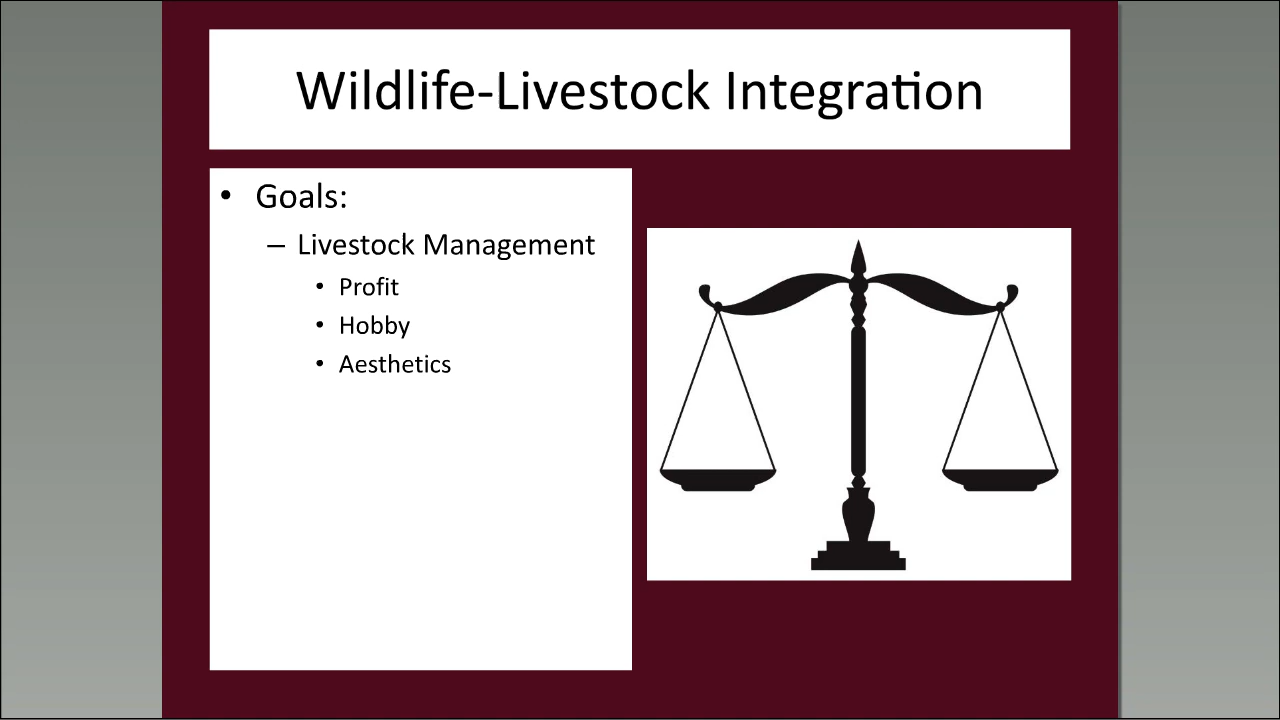 Wildlife-Livestock Integration
• Goals:
– Livestock Management
• Profit
• Hobby
• Aesthetics